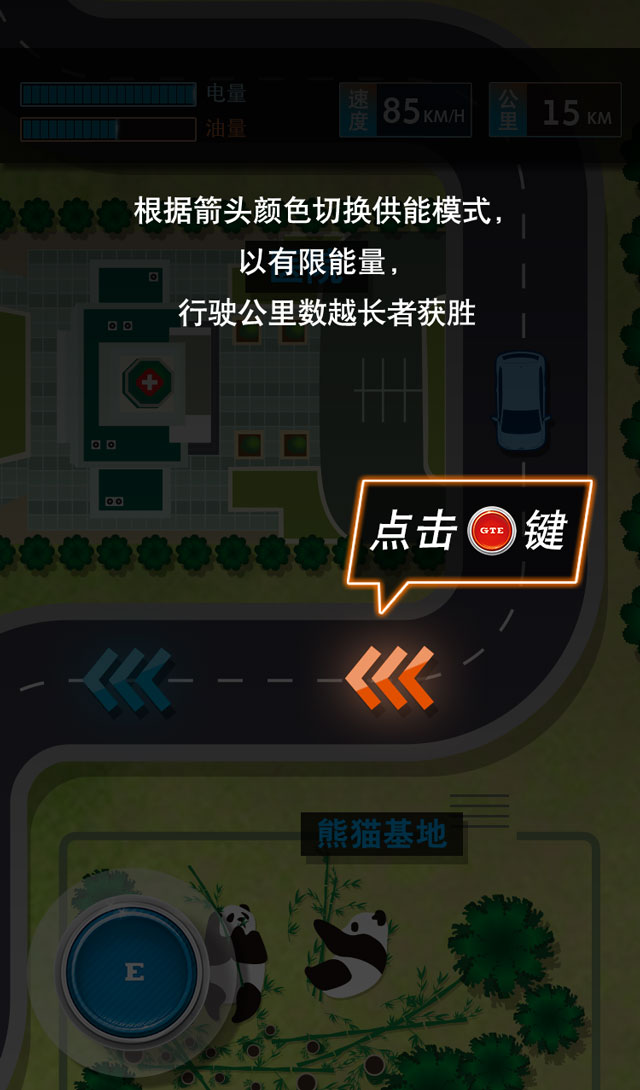 电量
油量
速度 85 KM/H
公里 15 KM
根据箭头颜色切换供能模式，
以有限能量，
行驶公里数越长者获胜
点击 GTE 键
熊猫基地
E